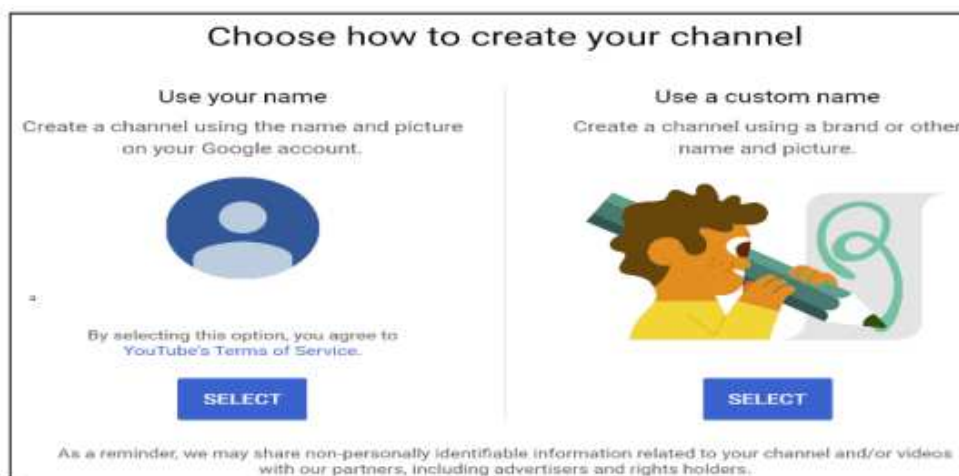 Choose how to create your channel
Use your name
Create a channel using the name and picture
on your Google account.
By selecting this option, you agree to
YouTube's Terms of Service.
SELECT
Use a custom name
Create a channel using a brand or other
name and picture.
SELECT
As a reminder, we may share non-personally identifiable information related to your channel and/or videos
with our partners, including advertisers and rights holders.